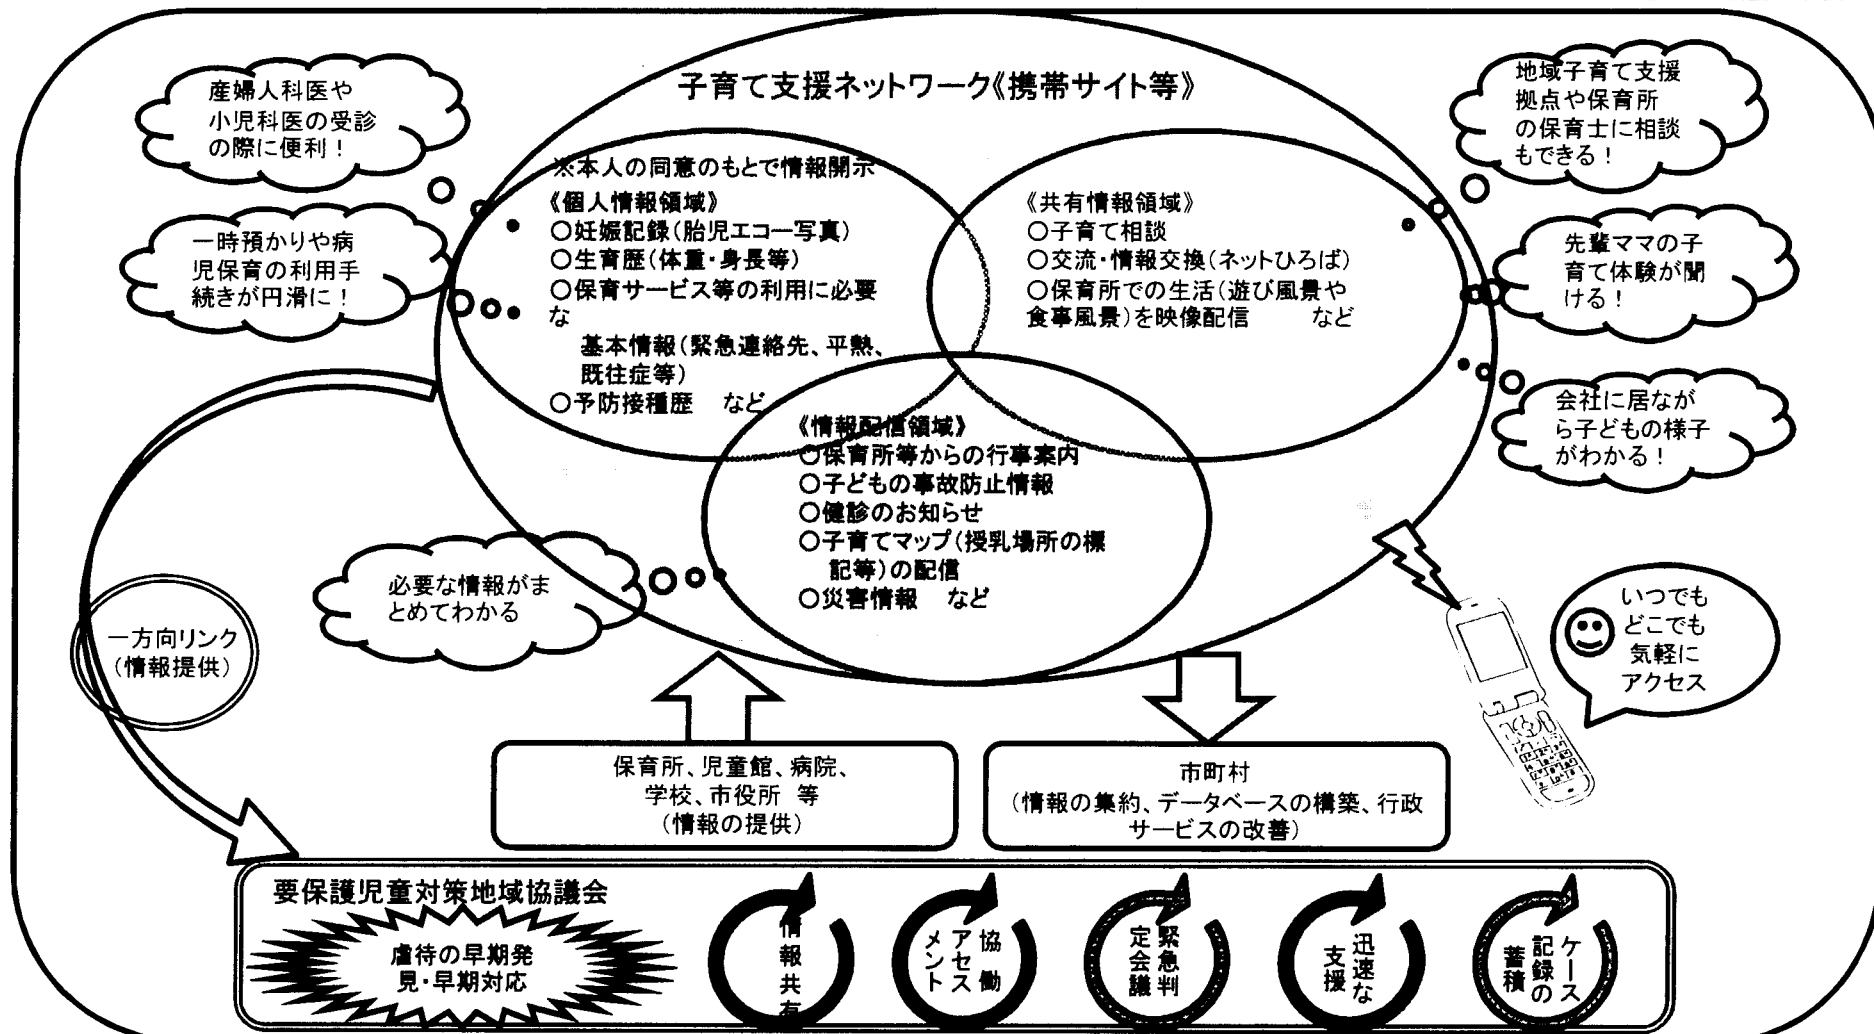 子育て支援ネットワーク《携帯サイト等》
産婦人科医や
小児科医の受診
の際に便利！
一時預かりや病
児保育の利用手
続きが円滑に！
※本人の同意のもとで情報開示
《個人情報領域》
○妊娠記録（胎児エコー写真）
○生育歴（体重・身長等）
○保育サービス等の利用に必要
な
基本情報（緊急連絡先、平熱、
既往症等）
○予防接種歴　など
《共有情報領域》
○子育て相談
○交流・情報交換（ネットひろば）
○保育所での生活（遊び風景や
食事風景）を映像配信　など
地域子育て支援
拠点や保育所
の保育士に相談
もできる！
先輩ママの子
育て体験が聞
ける！
会社に居なが
ら子どもの様子
がわかる！
《情報配信領域》
○保育所等からの行事案内
○子どもの事故防止情報
○健診のお知らせ
○子育てマップ（授乳場所の標
記等）の配信
○災害情報　など
必要な情報がま
とめてわかる
一方向リンク
（情報提供）
いつでも
どこでも
気軽に
アクセス
保育所、児童館、病院、
学校、市役所 等
（情報の提供）
市町村
（情報の集約、データベースの構築、行政
サービスの改善）
要保護児童対策地域協議会
虐待の早期発
見・早期対応
情報共有
協働
アセス
メント
緊急判
定会議
迅速な
支援
ケース
記録の
蓄積